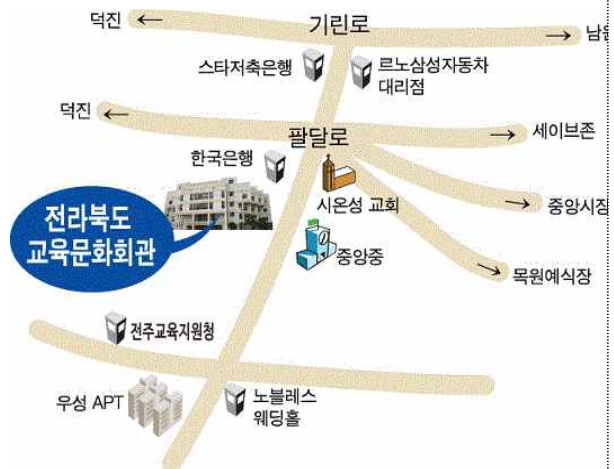 덕진 ←
기린로
→ 남원
스타저축은행
르노삼성자동차
대리점
덕진 ←
팔달로
→ 세이브존
한국은행
시온성 교회
→ 중앙시장
전라북도
교육문화회관
중앙중
→ 목원예식장
전주교육지원청
우성 APT
노블레스
웨딩홀